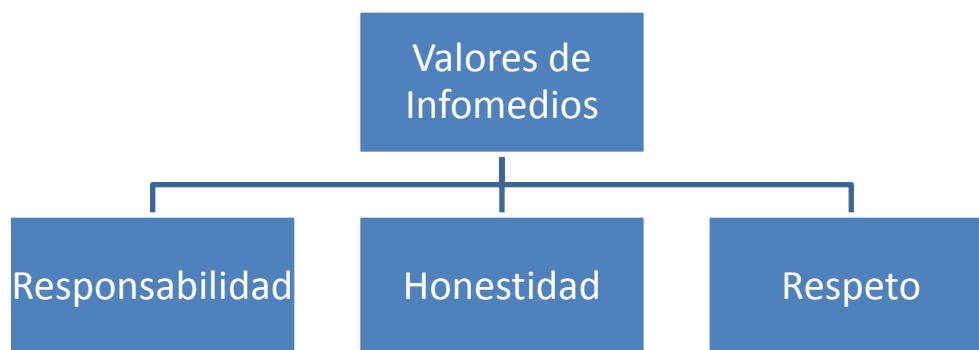 Valores de
Infomedios
Responsabilidad
Honestidad
Respeto